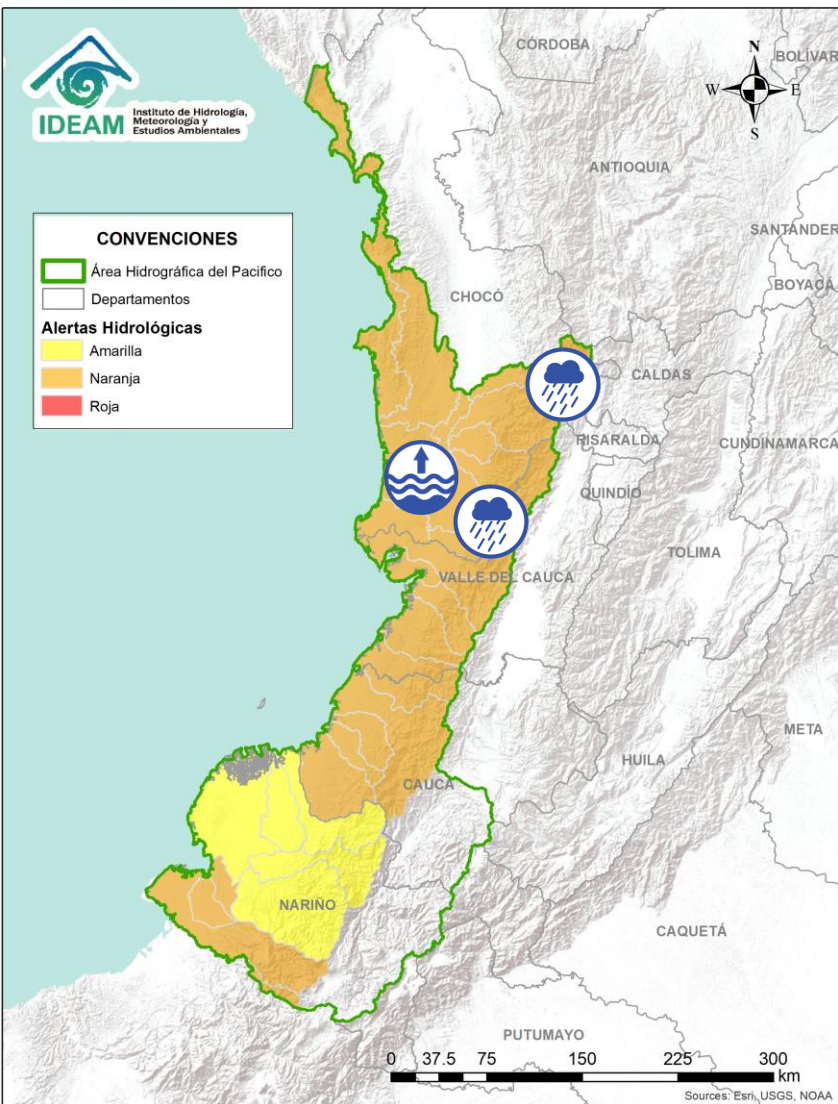 IDEAM
Instituto de Hidrología,
Meteorología y
Estudios Ambientales
CÓRDOBA
BOLÍVAR
N
W E
S
ANTIOQUIA
SANTANDER
CONVENCIONES
Área Hidrográfica del Pacifico
Departamentos
Alertas Hidrológicas
Amarilla
Naranja
Roja
BOYACÁ
CHOCÓ
CALDAS
RISARALDA
CUNDINAMARCA
QUINDÍO
TOLIMA
VALLE DEL CAUCA
META
HUILA
CAUCA
NARIÑO
CAQUETÁ
PUTUMAYO
0 37.5 75 150 225 300
km
Sources: Esri, USGS, NOAA